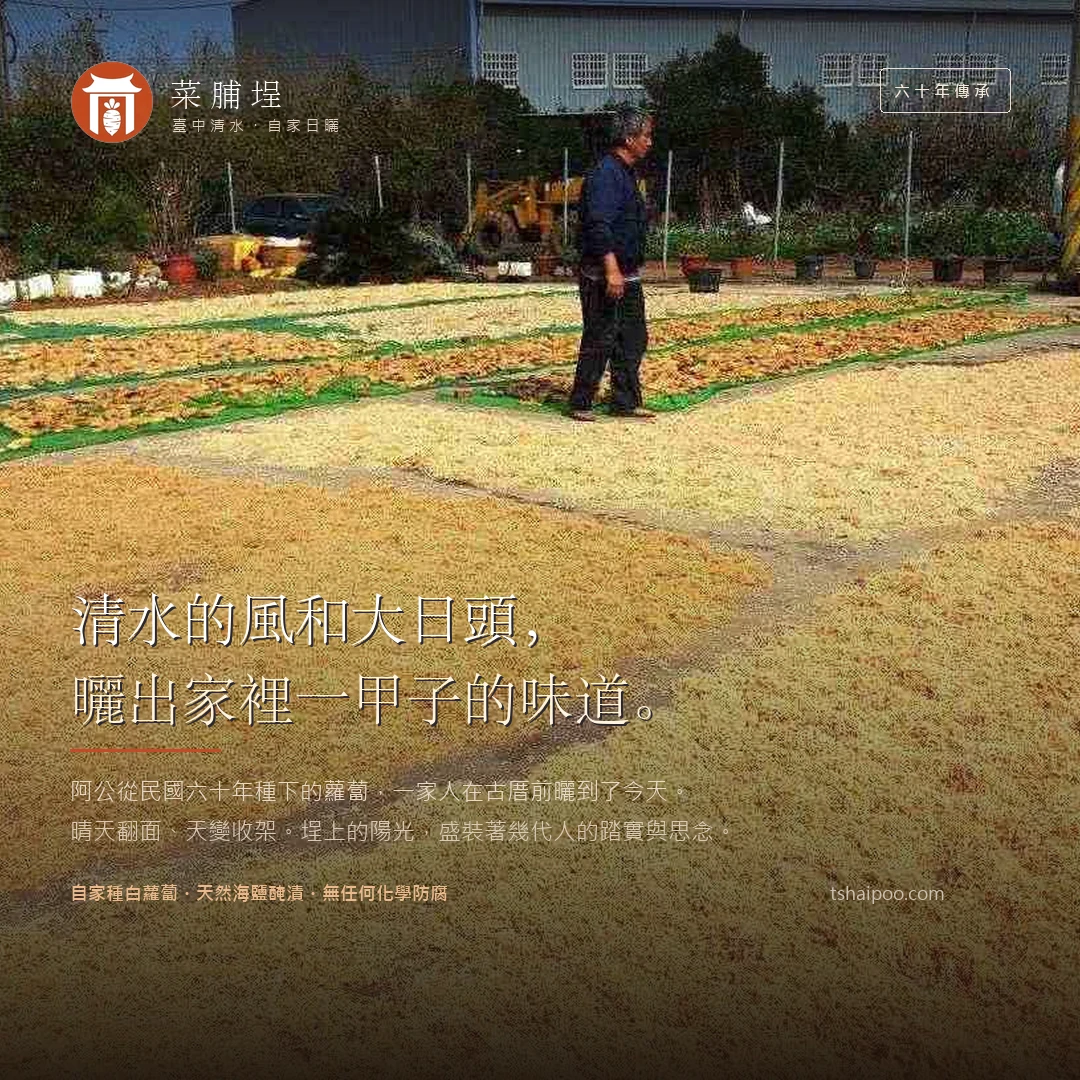 菜脯埕
臺中清水·自家日曬
六十年傳承
清水的風和大日頭，
曬出家裡一甲子的味道。
阿公從民國六十年種下的蘿蔔，一家人在古厝前曬到了今天。
晴天翻面、天變收架。埕上的陽光，盛裝著幾代人的踏實與思念。
自家種白蘿蔔·天然海鹽醃漬·無任何化學防腐
tshaipoo.com